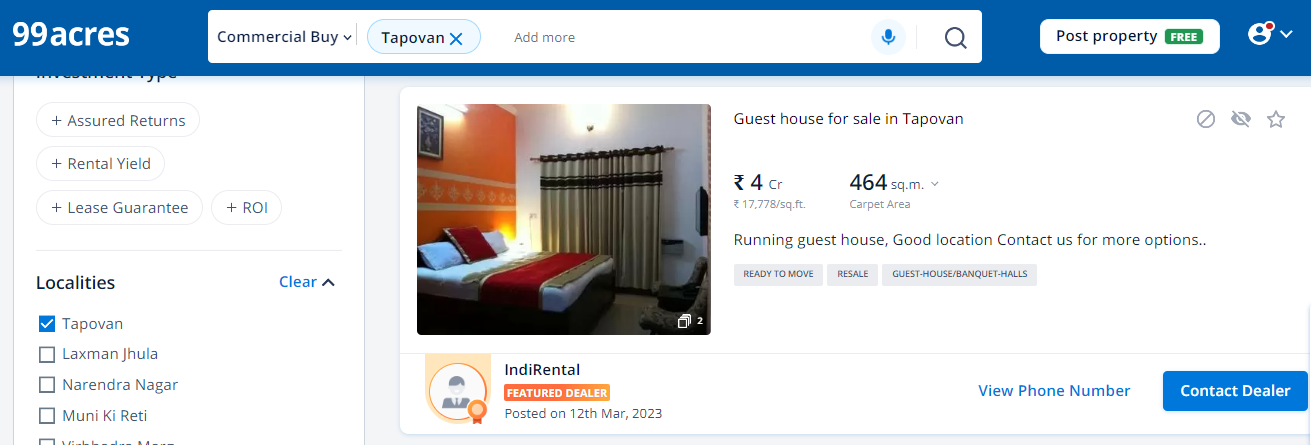 99acres
Commercial Buy
Tapovan
Add more
Post property FREE
Investment Type
+ Assured Returns
+ Rental Yield
+ Lease Guarantee
+ ROI
Localities
Clear
Tapovan
Laxman Jhula
Narendra Nagar
Muni Ki Reti
Guest house for sale in Tapovan
₹ 4 Cr
₹ 17,778/sq.ft.
464 sq.m.
Carpet Area
Running guest house, Good location Contact us for more options..
READY TO MOVE
RESALE
GUEST-HOUSE/BANQUET-HALLS
2
IndiRental
FEATURED DEALER
Posted on 12th Mar, 2023
View Phone Number
Contact Dealer